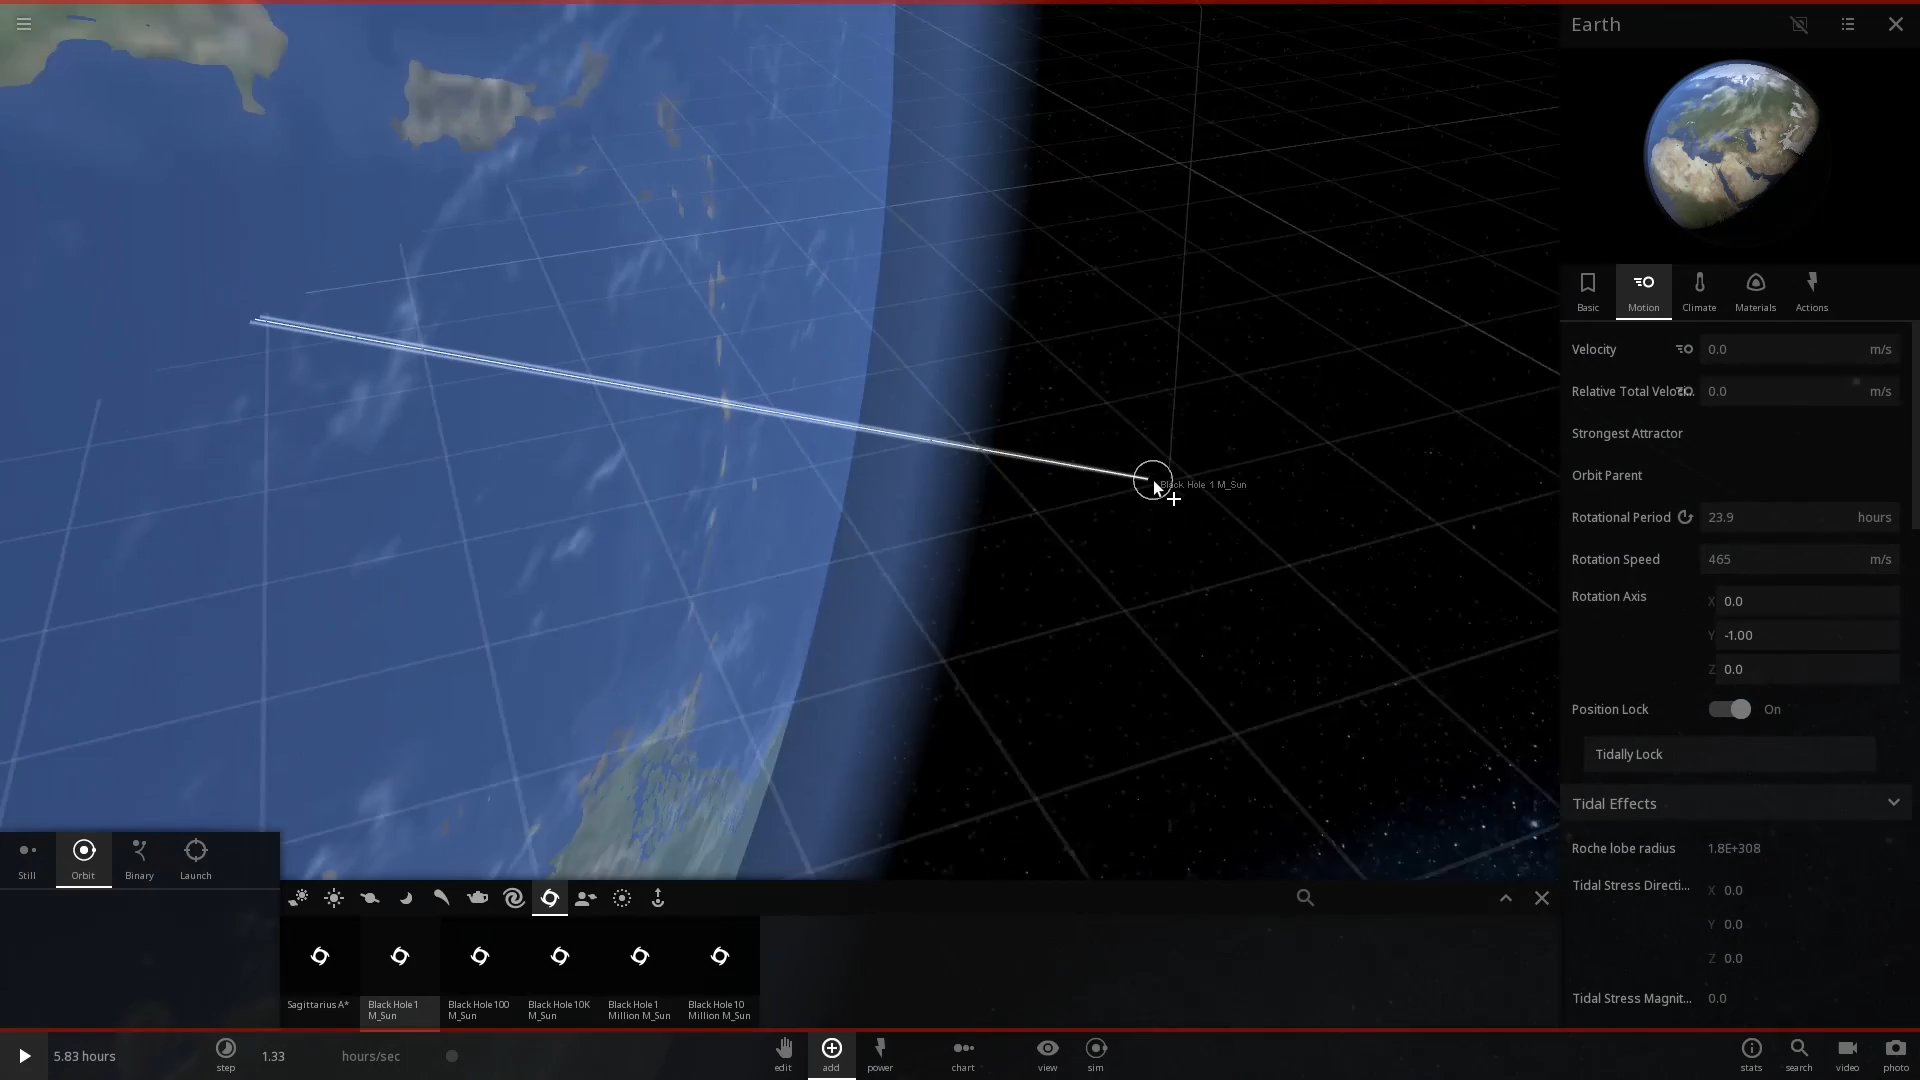 Earth
Basic
Motion
Climate
Materials
Actions
Velocity 0.0 m/s
Relative Total Veloci... 0.0 m/s
Strongest Attractor
Orbit Parent
Rotational Period 23.9 hours
Rotation Speed 465 m/s
Rotation Axis X 0.0
Y -1.00
Z 0.0
Position Lock On
Tidally Lock
Tidal Effects
Roche lobe radius 1.8E+308
Tidal Stress Directi... X 0.0
Y 0.0
Z 0.0
Tidal Stress Magnit... 0.0
Black Hole 1 M_Sun
Still
Orbit
Binary
Launch
Sagittarius A*
Black Hole 1
M_Sun
Black Hole 100
M_Sun
Black Hole 10K
M_Sun
Black Hole 1
Million M_Sun
Black Hole 10
Million M_Sun
5.83 hours
step
1.33 hours/sec
edit
add
power
chart
view
sim
stats
search
video
photo